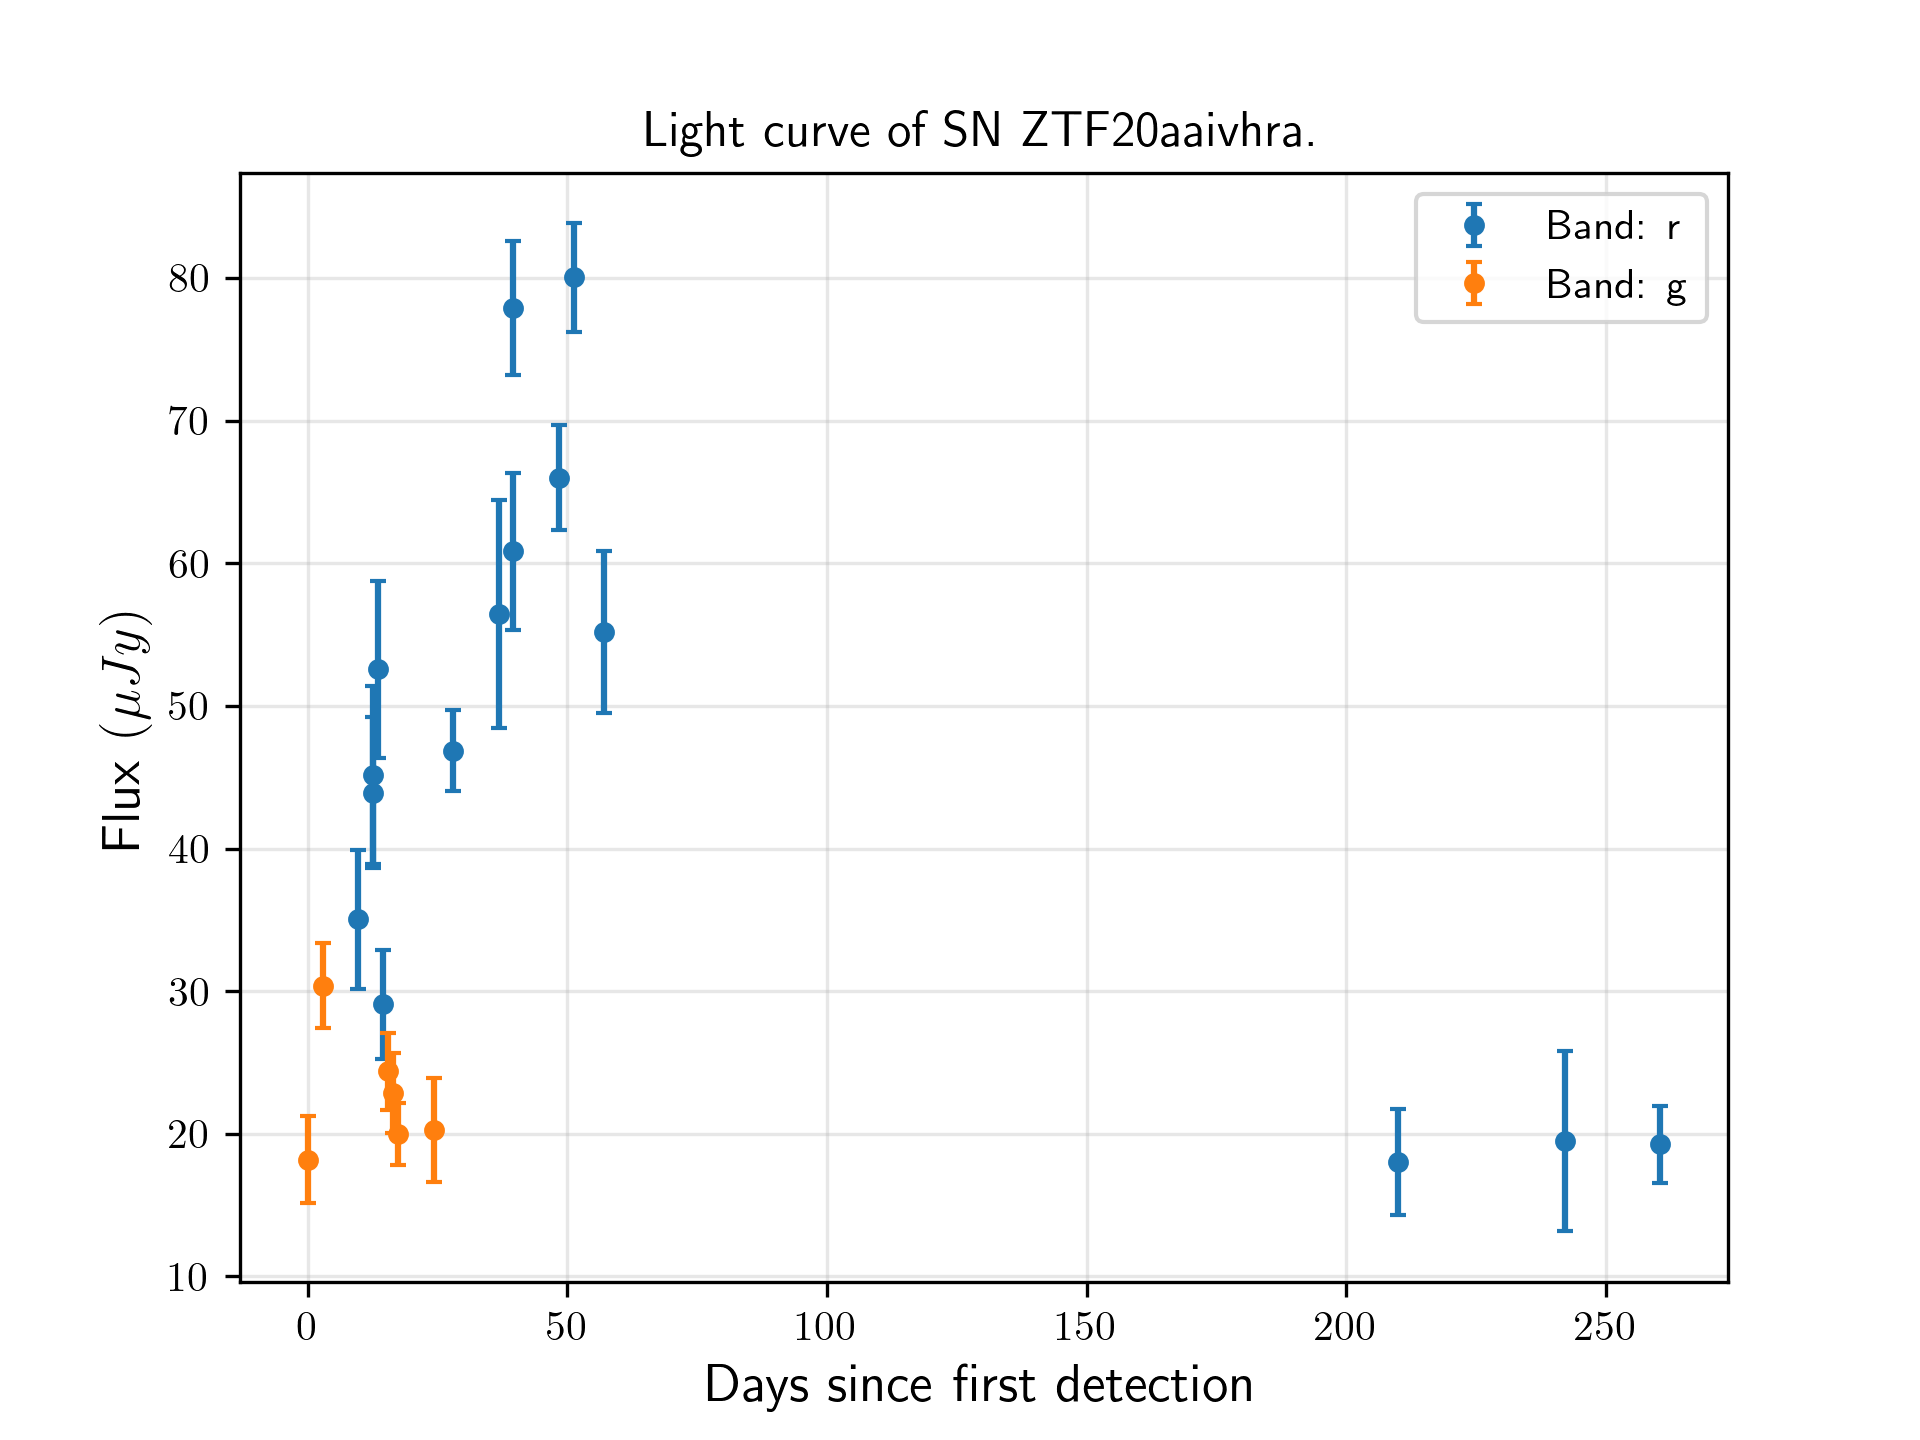 Light curve of SN ZTF20aaivhra.
Band: r
Band: g
80
70
60
50
40
30
20
10
Flux (μJy)
0 50 100 150 200 250
Days since first detection